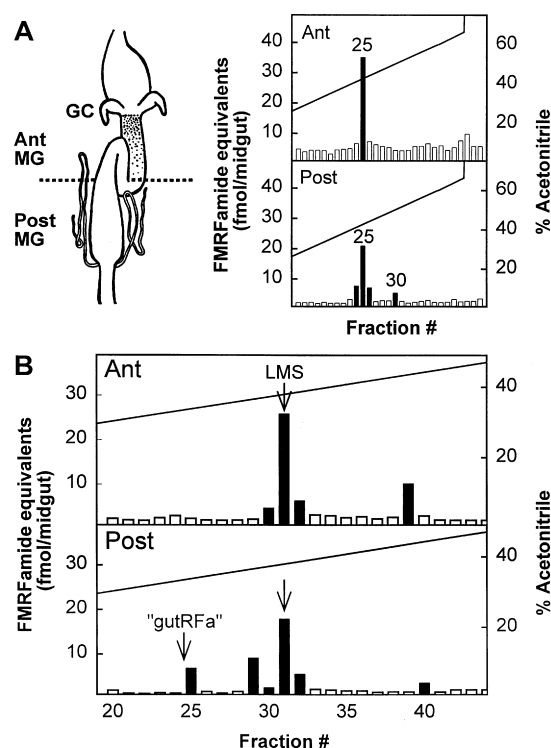 A
GC
Ant
MG
Post
MG
FMRFamide equivalents
(fmol/midgut)
Ant
25
40
30
20
10
60
40
20
Post
25
30
40
30
20
10
60
40
20
% Acetonitrile
Fraction #
B
FMRFamide equivalents
(fmol/midgut)
Ant
LMS
30
20
10
40
20
Post
"gutRFa"
30
20
10
40
20
% Acetonitrile
20 25 30 35 40
Fraction #